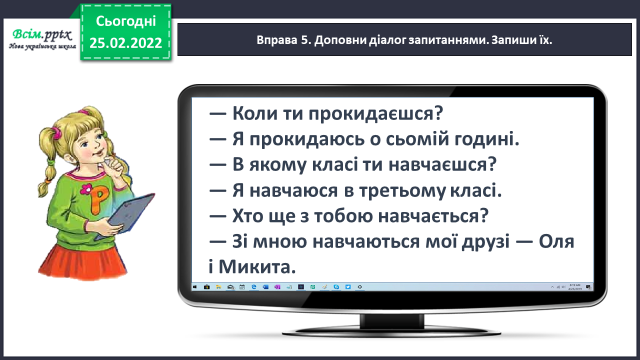 Всім.pptx
Нова українська школа
Сьогодні
25.02.2022
Вправа 5. Доповни діалог запитаннями. Запиши їх.
— Коли ти прокидаєшся?
— Я прокидаюсь о сьомій годині.
— В якому класі ти навчаєшся?
— Я навчаюся в третьому класі.
— Хто ще з тобою навчається?
— Зі мною навчаються мої друзі — Оля
і Микита.
Р